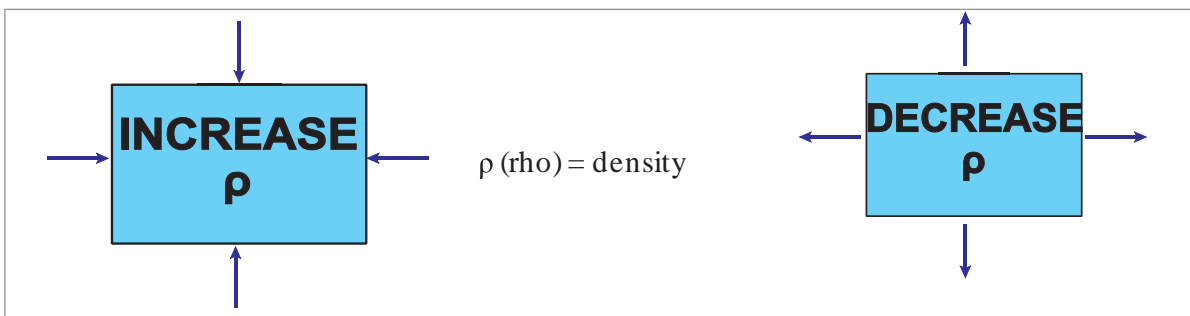 INCREASE
ρ
ρ (rho) = density
DECREASE
ρ